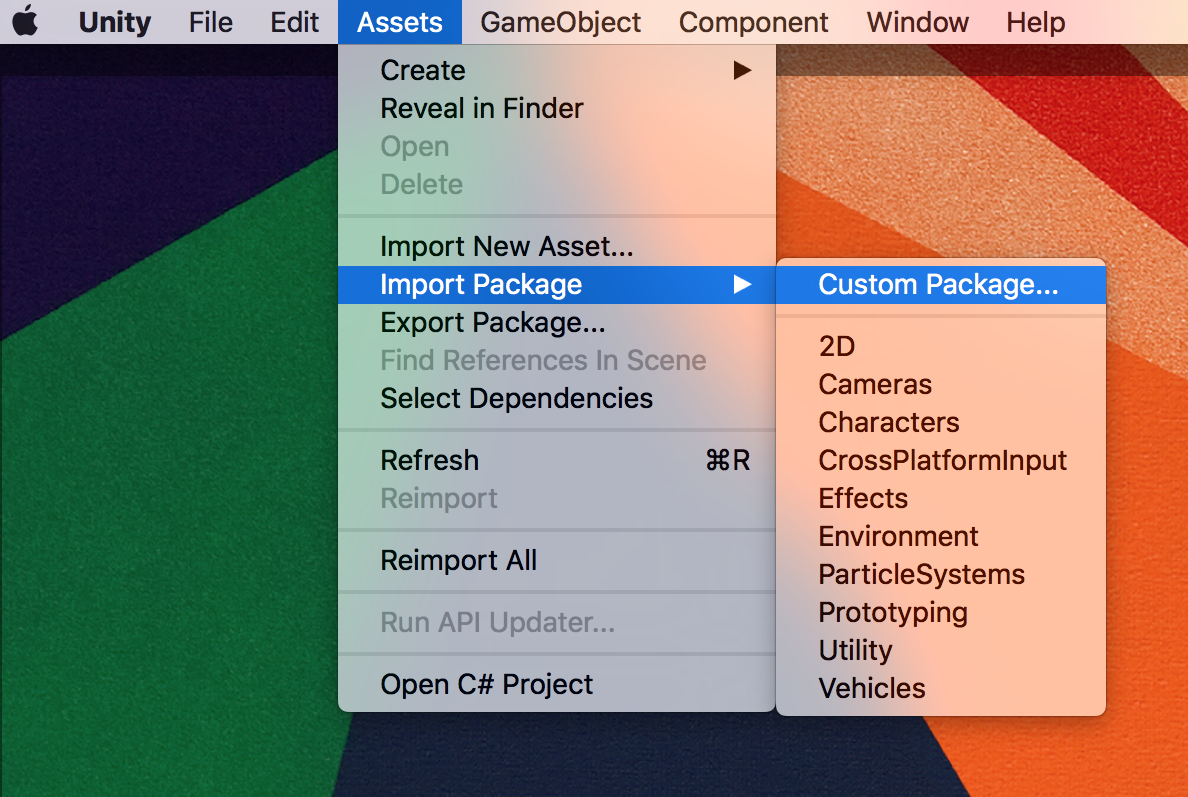 Unity File Edit Assets GameObject Component Window Help
Create
Reveal in Finder
Open
Delete
Import New Asset...
Import Package
Export Package...
Find References In Scene
Select Dependencies
Refresh ⌘R
Reimport
Reimport All
Run API Updater...
Open C# Project
Custom Package...
2D
Cameras
Characters
CrossPlatformInput
Effects
Environment
ParticleSystems
Prototyping
Utility
Vehicles